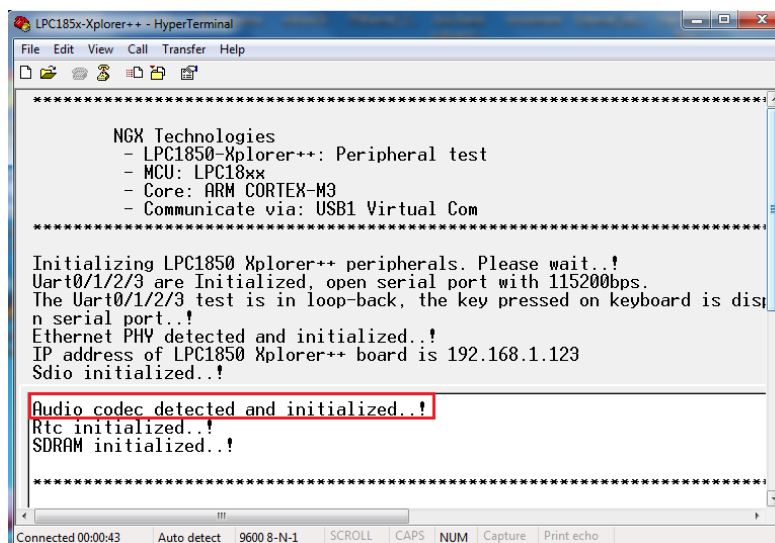 LPC185x-Xplorer++ - HyperTerminal
File Edit View Call Transfer Help
******************************************************************************
NGX Technologies
- LPC1850-Xplorer++: Peripheral test
- MCU: LPC18xx
- Core: ARM CORTEX-M3
- Communicate via: USB1 Virtual Com
******************************************************************************
Initializing LPC1850 Xplorer++ peripherals. Please wait..!
Uart0/1/2/3 are Initialized, open serial port with 115200bps.
The Uart0/1/2/3 test is in loop-back, the key pressed on keyboard is disp
n serial port..!
Ethernet PHY detected and initialized..!
IP address of LPC1850 Xplorer++ board is 192.168.1.123
Sdio initialized..!
Audio codec detected and initialized..!
Rtc initialized..!
SDRAM initialized..!
******************************************************************************
Connected 00:00:43 Auto detect 9600 8-N-1 SCROLL CAPS NUM Capture Print echo